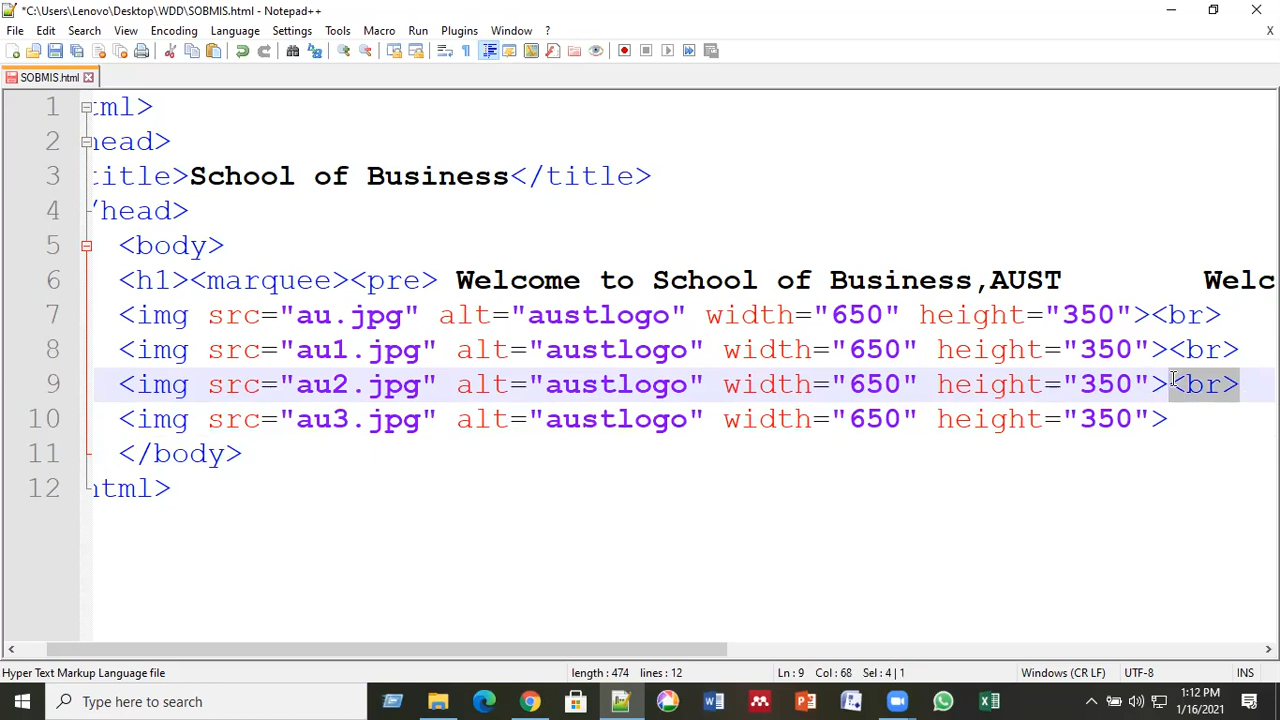 *C:\Users\Lenovo\Desktop\WDD\SOBMIS.html - Notepad++
File Edit Search View Encoding Language Settings Tools Macro Run Plugins Window ? X
SOBMIS.html
1 tml>
2 head>
3 title>School of Business</title>
4 /head>
5 <body>
6 <h1><marquee><pre> Welcome to School of Business,AUST Welc
7 <img src="au.jpg" alt="austlogo" width="650" height="350"><br>
8 <img src="au1.jpg" alt="austlogo" width="650" height="350"><br>
9 <img src="au2.jpg" alt="austlogo" width="650" height="350"><br>
10 <img src="au3.jpg" alt="austlogo" width="650" height="350">
11 </body>
12 html>
Hyper Text Markup Language file length : 474 lines : 12 Ln : 9 Col : 68 Sel : 4 | 1 Windows (CR LF) UTF-8 INS
Type here to search 1:12 PM
1/16/2021